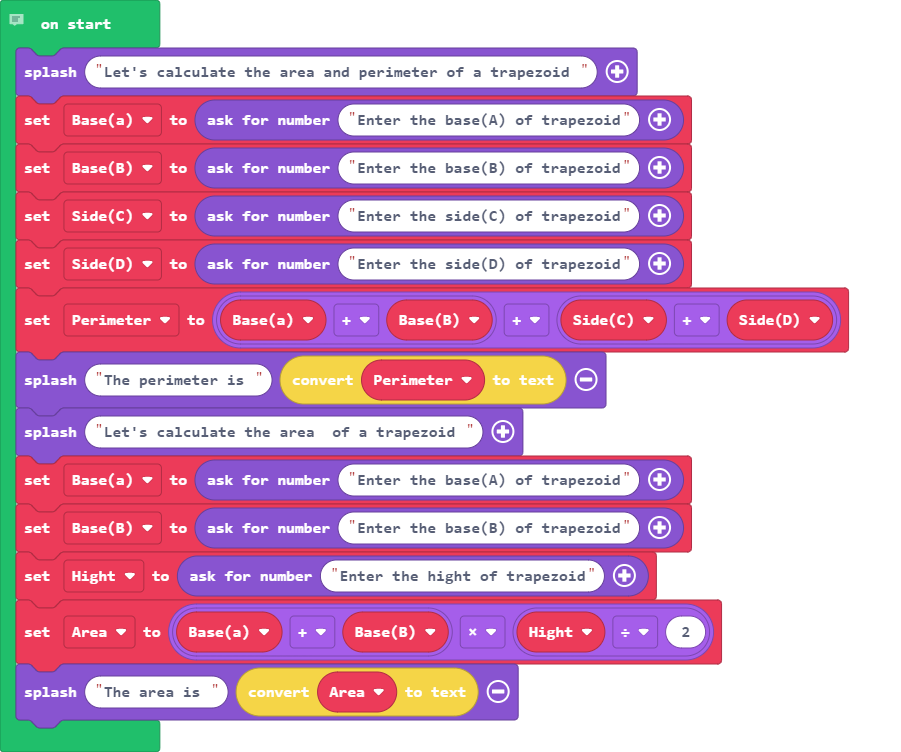 on start
splash "Let's calculate the area and perimeter of a trapezoid "
set Base(a) to ask for number "Enter the base(A) of trapezoid"
set Base(B) to ask for number "Enter the base(B) of trapezoid"
set Side(C) to ask for number "Enter the side(C) of trapezoid"
set Side(D) to ask for number "Enter the side(D) of trapezoid"
set Perimeter to Base(a) + Base(B) + Side(C) + Side(D)
splash "The perimeter is " convert Perimeter to text
splash "Let's calculate the area  of a trapezoid "
set Base(a) to ask for number "Enter the base(A) of trapezoid"
set Base(B) to ask for number "Enter the base(B) of trapezoid"
set Hight to ask for number "Enter the hight of trapezoid"
set Area to Base(a) + Base(B) × Hight ÷ 2
splash "The area is " convert Area to text